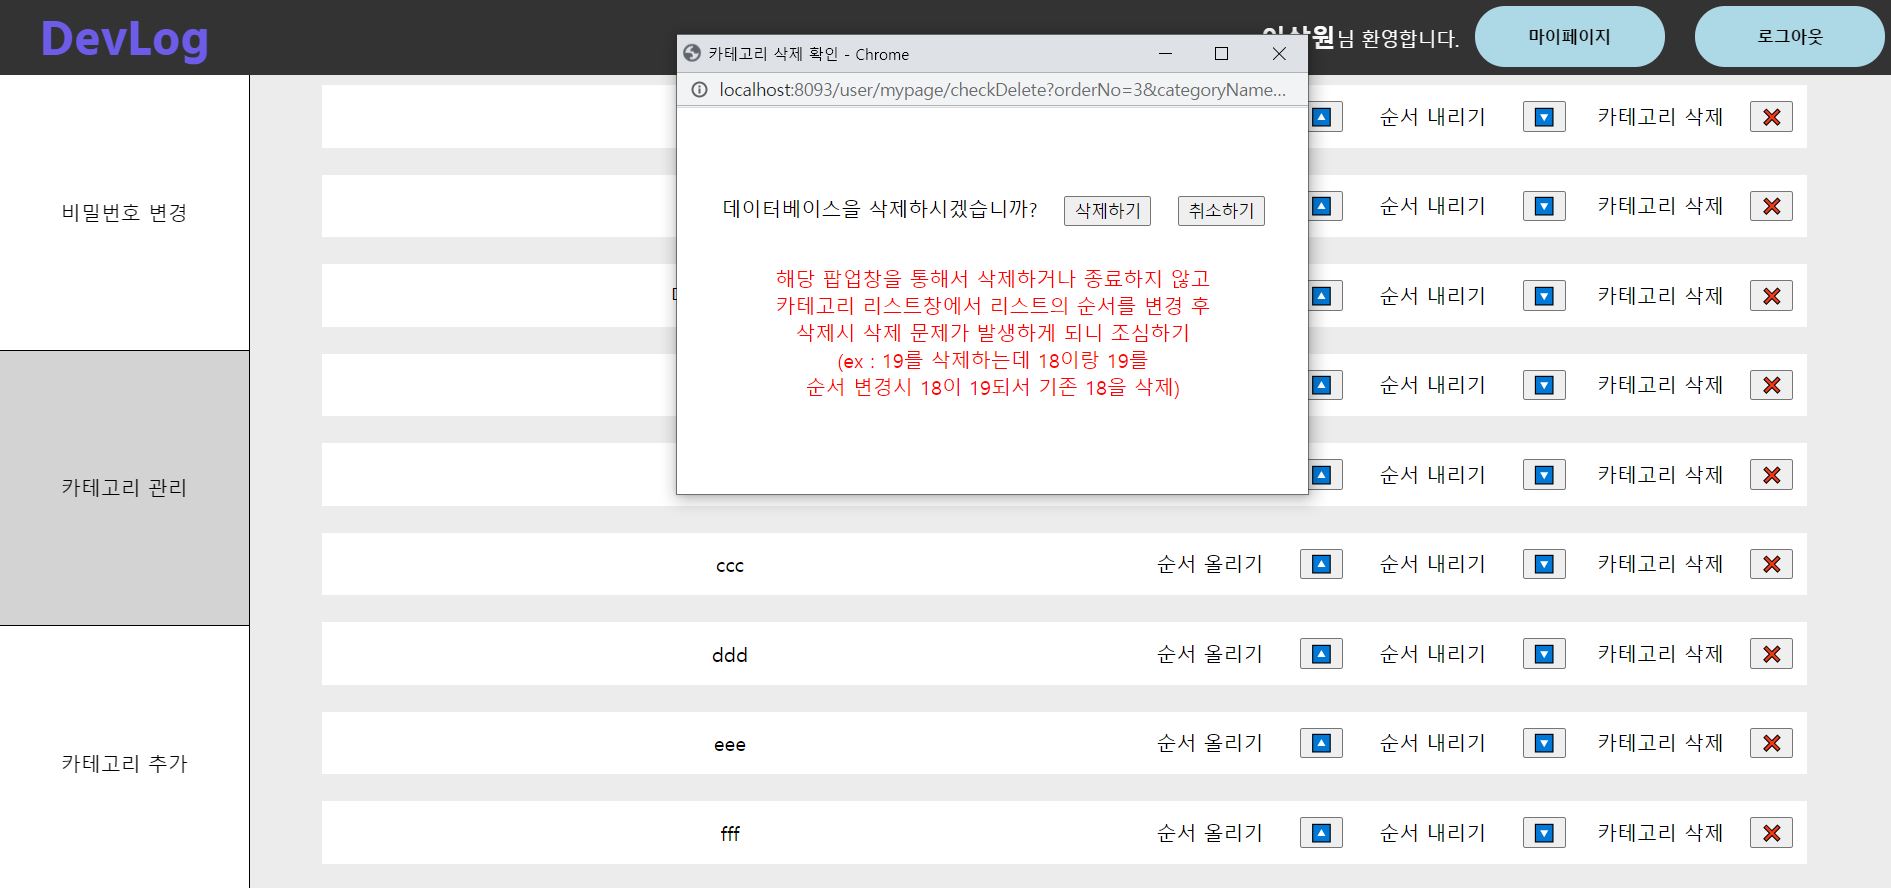 DevLog
님 환영합니다.
마이페이지
로그아웃
카테고리 삭제 확인 - Chrome
localhost:8093/user/mypage/checkDelete?orderNo=3&categoryName...
데이터베이스을 삭제하시겠습니까?
삭제하기
취소하기
해당 팝업창을 통해서 삭제하거나 종료하지 않고
카테고리 리스트창에서 리스트의 순서를 변경 후
삭제시 삭제 문제가 발생하게 되니 조심하기
(ex : 19를 삭제하는데 18이랑 19를
순서 변경시 18이 19되서 기존 18을 삭제)
비밀번호 변경
카테고리 관리
카테고리 추가
순서 내리기 카테고리 삭제
순서 내리기 카테고리 삭제
순서 내리기 카테고리 삭제
순서 내리기 카테고리 삭제
순서 내리기 카테고리 삭제
ccc 순서 올리기 순서 내리기 카테고리 삭제
ddd 순서 올리기 순서 내리기 카테고리 삭제
eee 순서 올리기 순서 내리기 카테고리 삭제
fff 순서 올리기 순서 내리기 카테고리 삭제